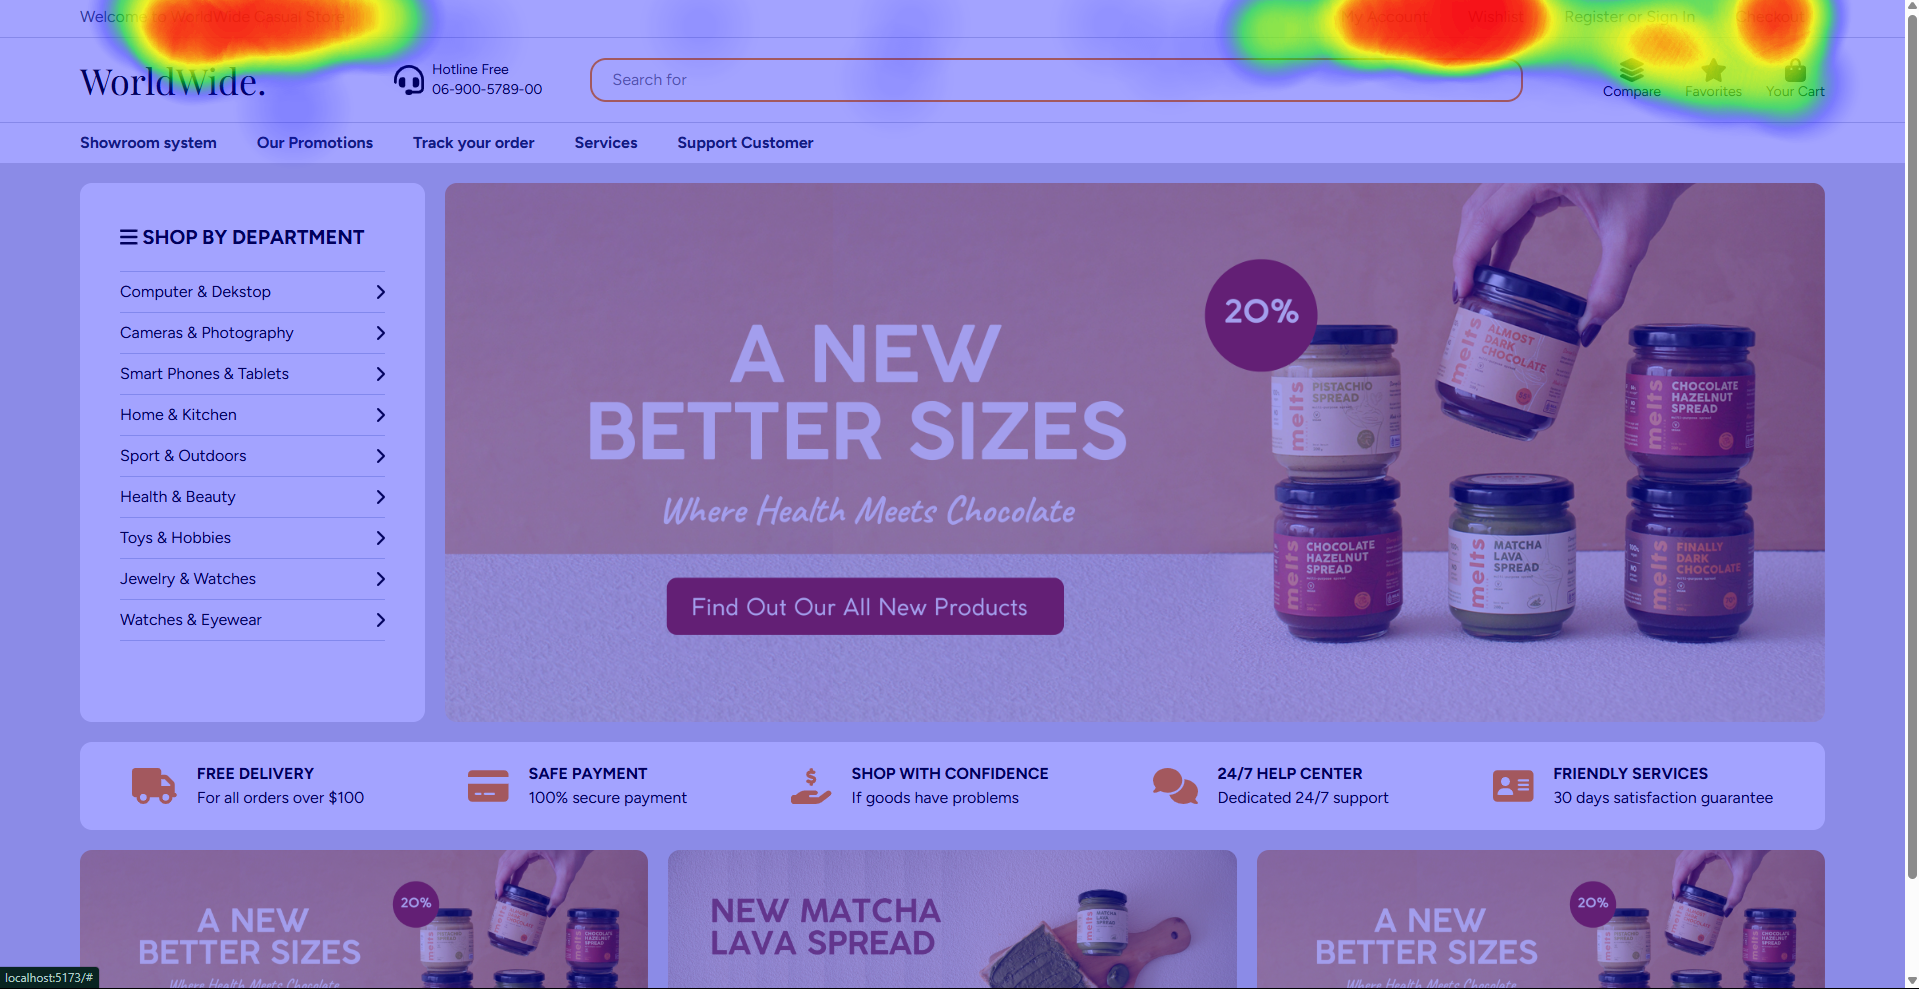 Welcome to WorldWide Casual Store
My Account Wishlist Register or Sign In Checkout
WorldWide.
Hotline Free
06-900-5789-00
Search for
Compare Favorites Your Cart
Showroom system Our Promotions Track your order Services Support Customer
SHOP BY DEPARTMENT
Computer & Dekstop
Cameras & Photography
Smart Phones & Tablets
Home & Kitchen
Sport & Outdoors
Health & Beauty
Toys & Hobbies
Jewelry & Watches
Watches & Eyewear
A NEW
BETTER SIZES
Where Health Meets Chocolate
Find Out Our All New Products
20%
melts
PISTACHIO
SPREAD
melts
ALMOST
DARK
CHOCOLATE
melts
CHOCOLATE
HAZELNUT
SPREAD
melts
CHOCOLATE
HAZELNUT
SPREAD
melts
MATCHA
LAVA
SPREAD
melts
FINALLY
DARK
CHOCOLATE
FREE DELIVERY
For all orders over $100
SAFE PAYMENT
100% secure payment
SHOP WITH CONFIDENCE
If goods have problems
24/7 HELP CENTER
Dedicated 24/7 support
FRIENDLY SERVICES
30 days satisfaction guarantee
A NEW
BETTER SIZES
Where Health Meets Chocolate
20%
NEW MATCHA
LAVA SPREAD
A NEW
BETTER SIZES
Where Health Meets Chocolate
20%
localhost:5173/#